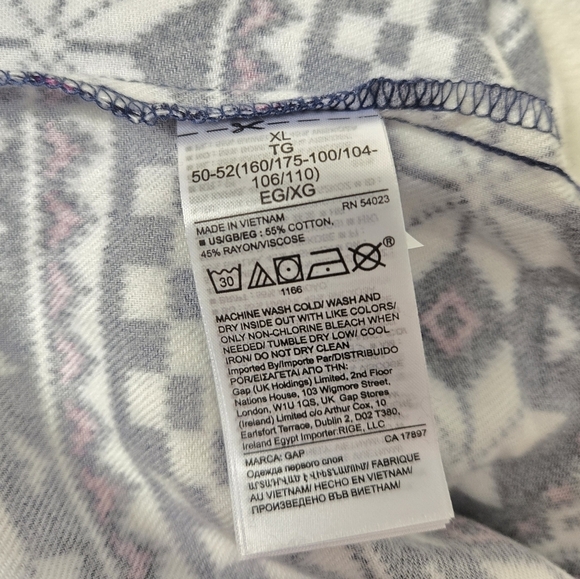 XL
TG
50-52(160/175-100/104-
106/110)
EG/XG
RN 54023
MADE IN VIETNAM
■ US/GB/EG : 55% COTTON,
45% RAYON/VISCOSE
30
®
1166
MACHINE WASH COLD/ WASH AND
DRY INSIDE OUT WITH LIKE COLORS/
ONLY NON-CHLORINE BLEACH WHEN
NEEDED/ TUMBLE DRY LOW/ COOL
IRON/ DO NOT DRY CLEAN
Imported By/Importe Par/DISTRIBUIDO
POR/ΕΙΣΑΓΕΤΑΙ ΑΠΟ ΤΗΝ:
Gap (UK Holdings) Limited, 2nd Floor
Nations House, 103 Wigmore Street,
London, W1U 1QS, UK Gap Stores
(Ireland) Limited c/o Arthur Cox, 10
Earlsfort Terrace, Dublin 2, D02 T380,
Ireland Egypt Importer:RIGE, LLC
CA 17897
MARCA: GAP
Одежда первого слоя
FABRIQUÉ
AU VIETNAM/ HECHO EN VIETNAM/
ПРОИЗВЕДЕНО ВЪВ ВИЕТНАМ/